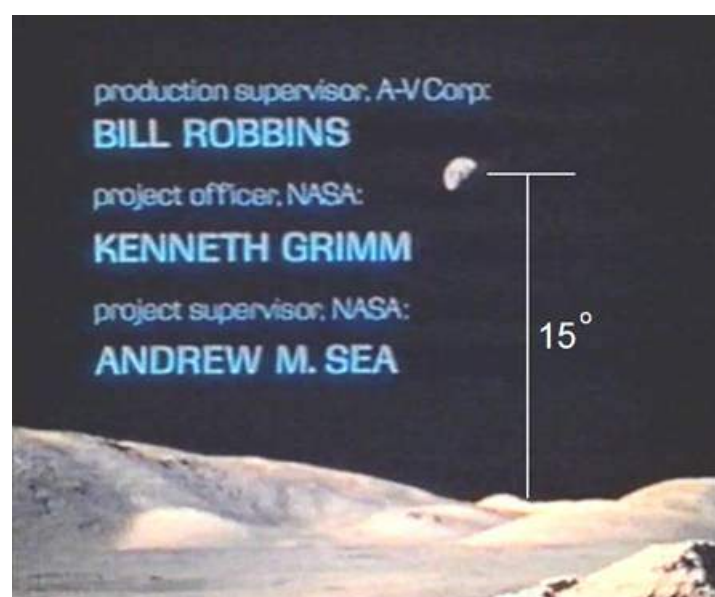 production supervisor, A-V Corp:
BILL ROBBINS
project officer, NASA:
KENNETH GRIMM
project supervisor, NASA:
ANDREW M. SEA
15°